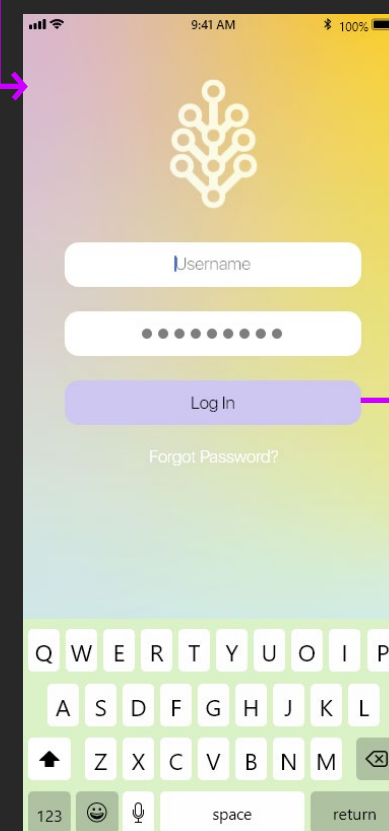 9:41 AM 100%
Username
Log In
Forgot Password?
Q W E R T Y U O I P
A S D F G H J K L
Z X C V B N M
123 space return